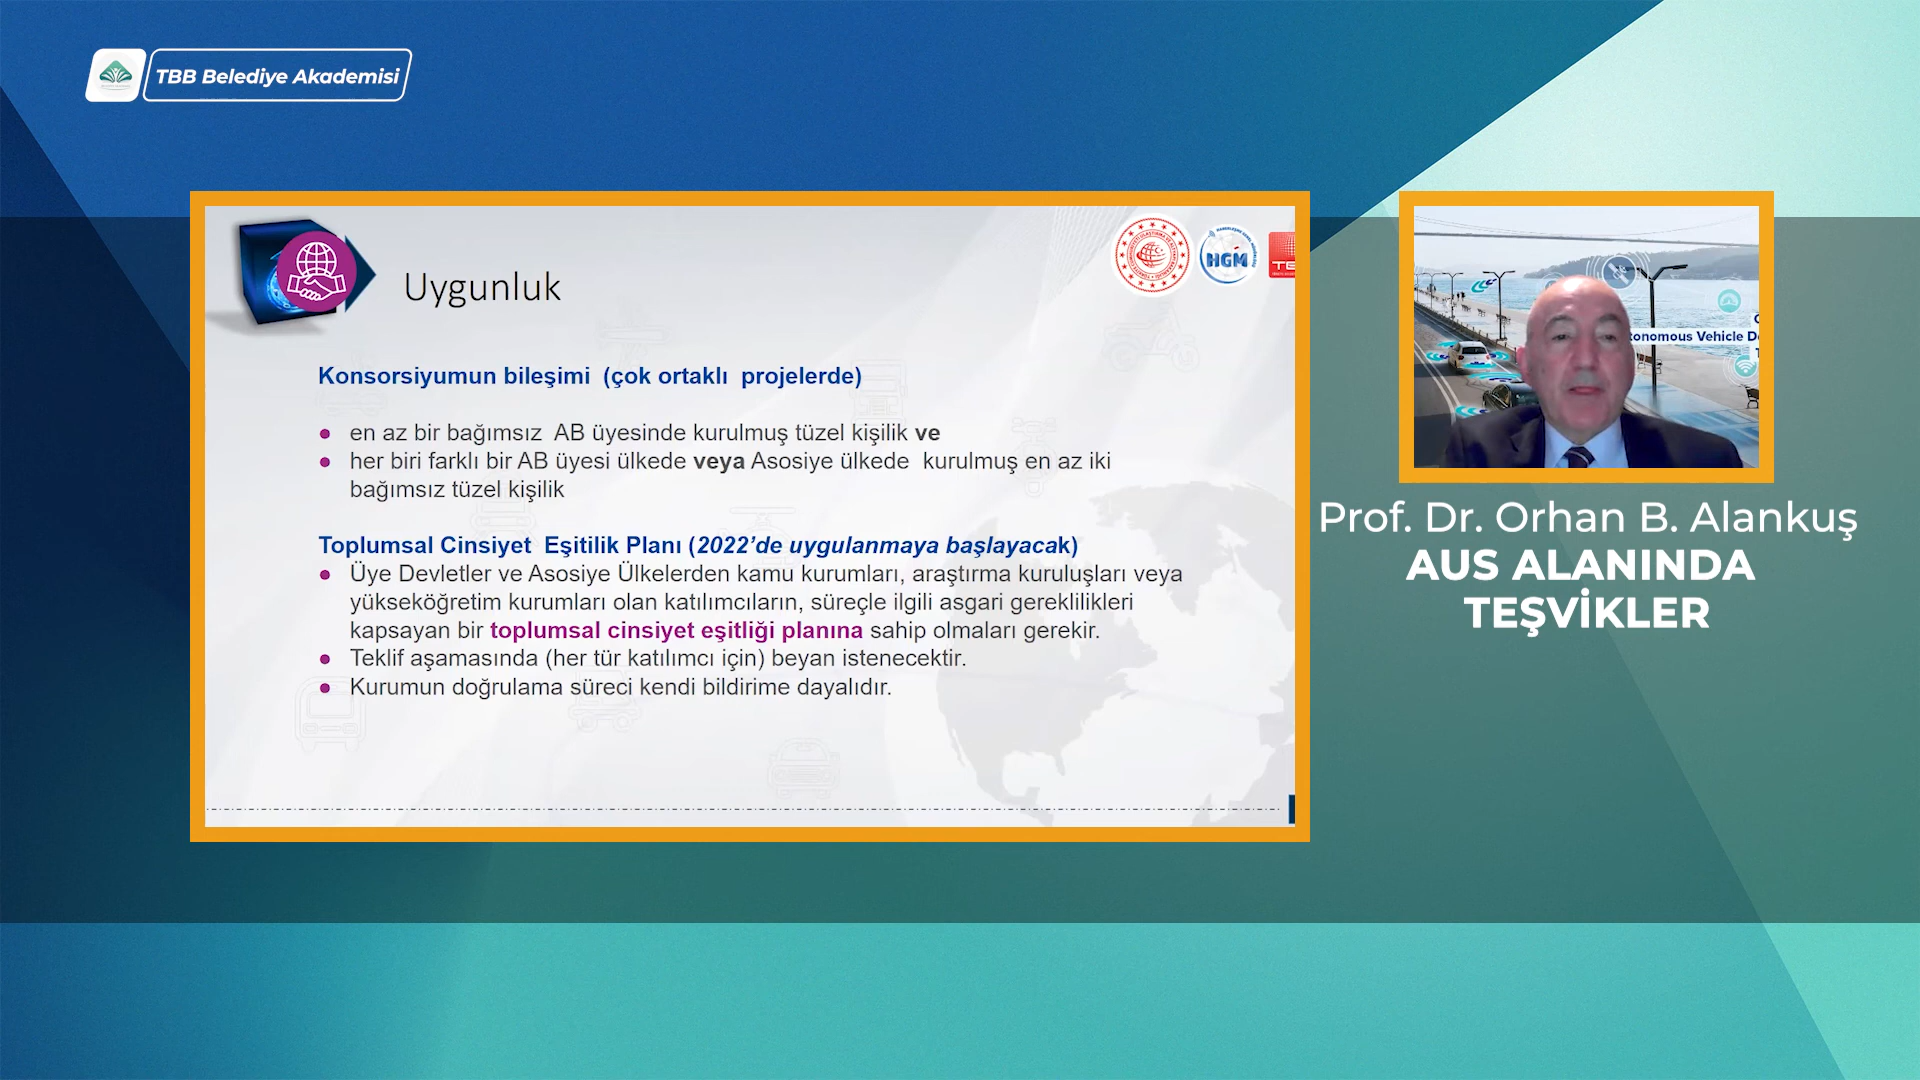 TBB Belediye Akademisi
Uygunluk
HGM
Konsorsiyumun bileşimi (çok ortaklı projelerde)
en az bir bağımsız AB üyesinde kurulmuş tüzel kişilik ve
her biri farklı bir AB üyesi ülkede veya Asosiye ülkede kurulmuş en az iki
bağımsız tüzel kişilik
Toplumsal Cinsiyet Eşitilik Planı (2022’de uygulanmaya başlayacak)
Üye Devletler ve Asosiye Ülkelerden kamu kurumları, araştırma kuruluşları veya
yükseköğretim kurumları olan katılımcıların, süreçle ilgili asgari gereklilikleri
kapsayan bir toplumsal cinsiyet eşitliği planına sahip olmaları gerekir.
Teklif aşamasında (her tür katılımcı için) beyan istenecektir.
Kurumun doğrulama süreci kendi bildirime dayalıdır.
tonomous Vehicle D
Prof. Dr. Orhan B. Alankuş
AUS ALANINDA
TEŞVİKLER